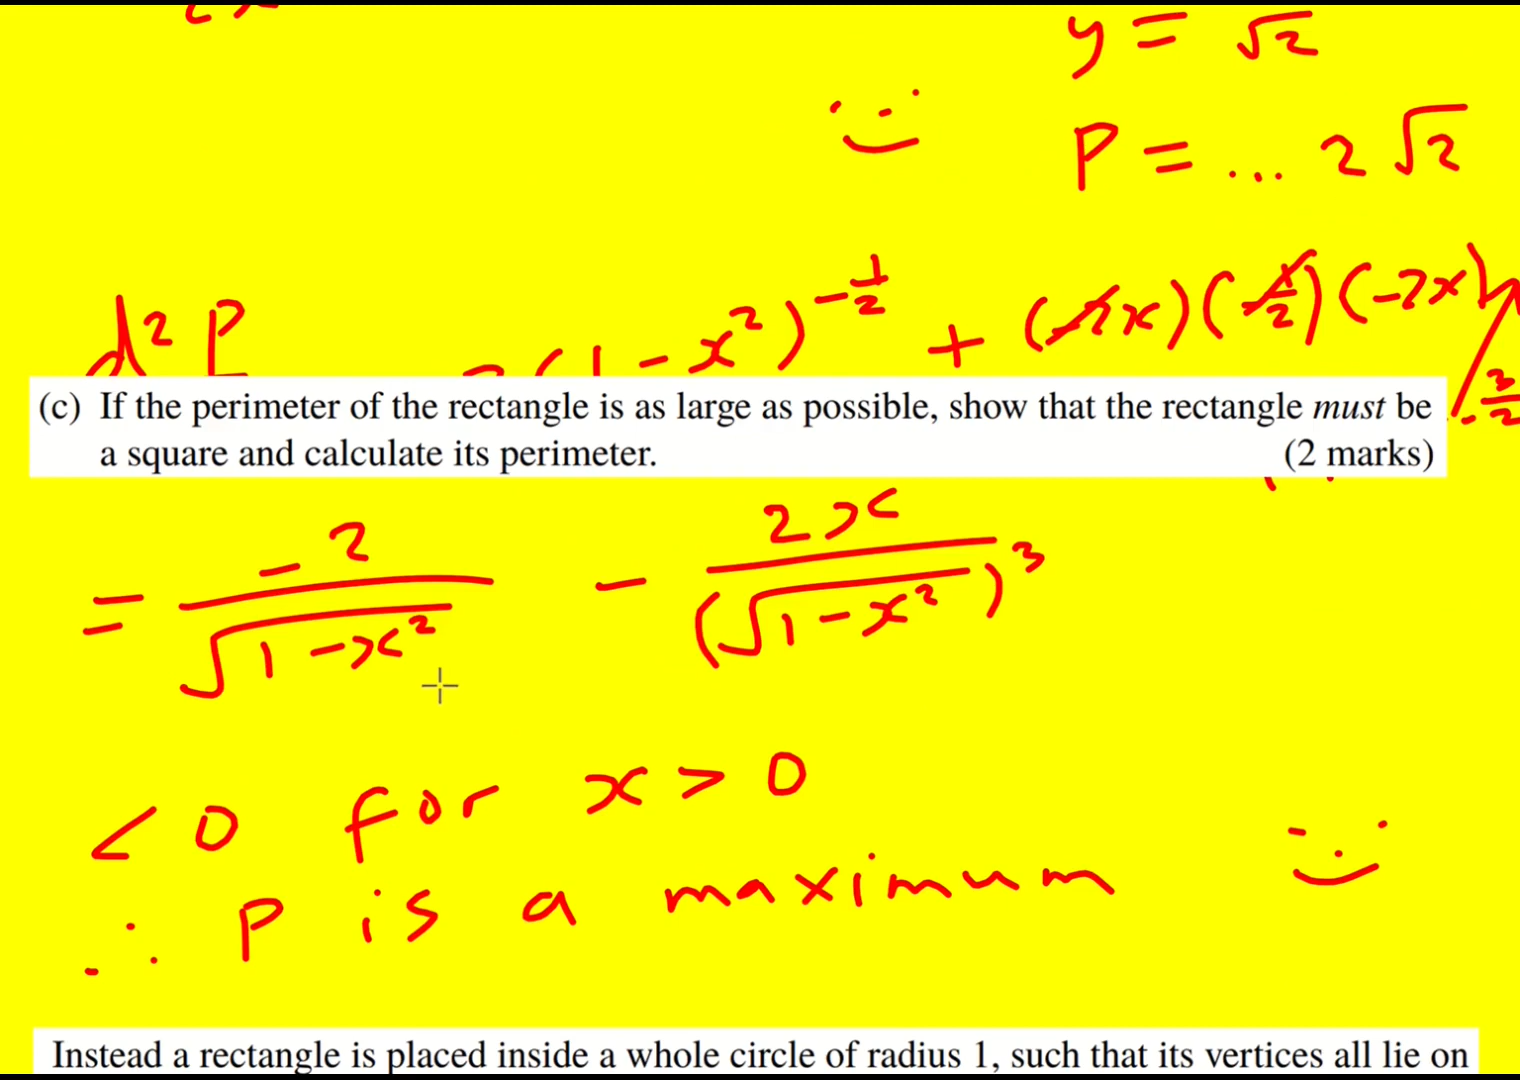 y = √2
P = ... 2√2
d²P (1 - x²)^-1/2 + (-2x)(-1/2)(-2x)
(c) If the perimeter of the rectangle is as large as possible, show that the rectangle must be
a square and calculate its perimeter. (2 marks)
= -2/√(1-x²) - 2x/(√(1-x²))³
< 0 for x > 0
∴ P is a maximum
Instead a rectangle is placed inside a whole circle of radius 1, such that its vertices all lie on